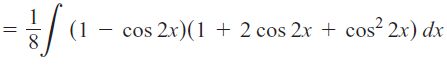 = 1/8 ∫ (1 − cos 2x)(1 + 2 cos 2x + cos² 2x) dx